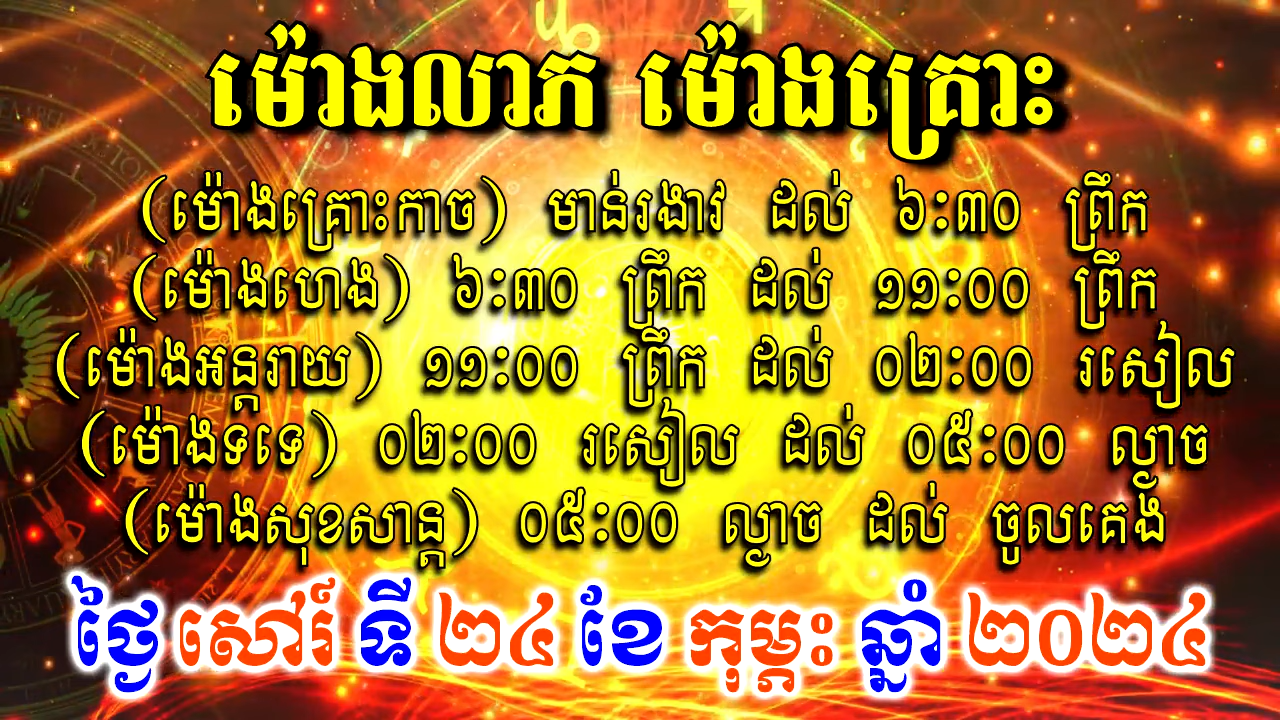 ម៉ោងលាភ ម៉ោងគ្រោះ
(ម៉ោងគ្រោះកាច) មាន់រងាវ ដល់ ៦:៣០ ព្រឹក
(ម៉ោងហេង) ៦:៣០ ព្រឹក ដល់ ១១:០០ ព្រឹក
(ម៉ោងអន្តរាយ) ១១:០០ ព្រឹក ដល់ ០២:០០ រសៀល
(ម៉ោងទទេ) ០២:០០ រសៀល ដល់ ០៥:០០ ល្ងាច
(ម៉ោងសុខសាន្ត) ០៥:០០ ល្ងាច ដល់ ចូលគេង
ថ្ងៃ សៅរ៍ ទី ២៤ ខែ កុម្ភះ ឆ្នាំ ២០២៤